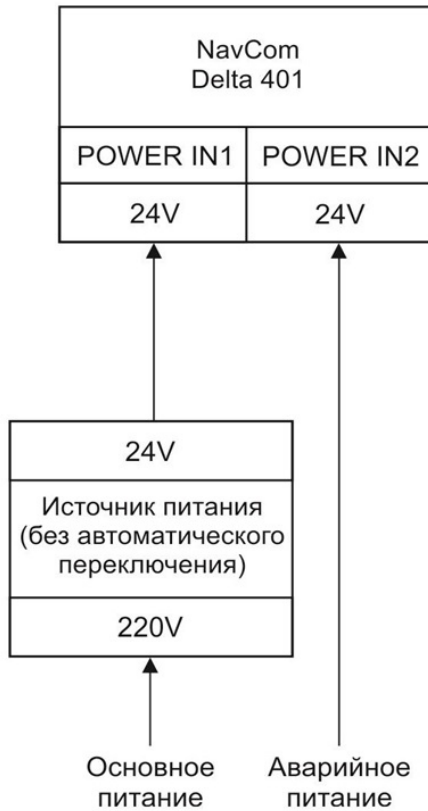 NavCom
Delta 401
POWER IN1
POWER IN2
24V
24V
24V
Источник питания
(без автоматического
переключения)
220V
Основное
питание
Аварийное
питание